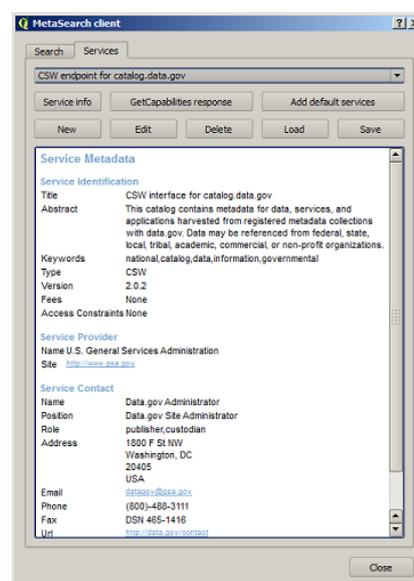 MetaSearch client
Search Services
CSW endpoint for catalog.data.gov
Service info GetCapabilities response Add default services
New Edit Delete Load Save
Service Metadata
Service Identification
Title CSW interface for catalog.data.gov
Abstract This catalog contains metadata for data, services, and
applications harvested from registered metadata collections
with data.gov. Data may be referenced from federal, state,
local, tribal, academic, commercial, or non-profit organizations.
Keywords national,catalog,data,information,governmental
Type CSW
Version 2.0.2
Fees None
Access Constraints None
Service Provider
Name U.S. General Services Administration
Site http://www.gsa.gov
Service Contact
Name Data.gov Administrator
Position Data.gov Site Administrator
Role publisher,custodian
Address 1800 F St NW
Washington, DC
20405
USA
Email datagov@gsa.gov
Phone (800)-488-3111
Fax DSN 465-1416
Url http://data.gov/contact
Close